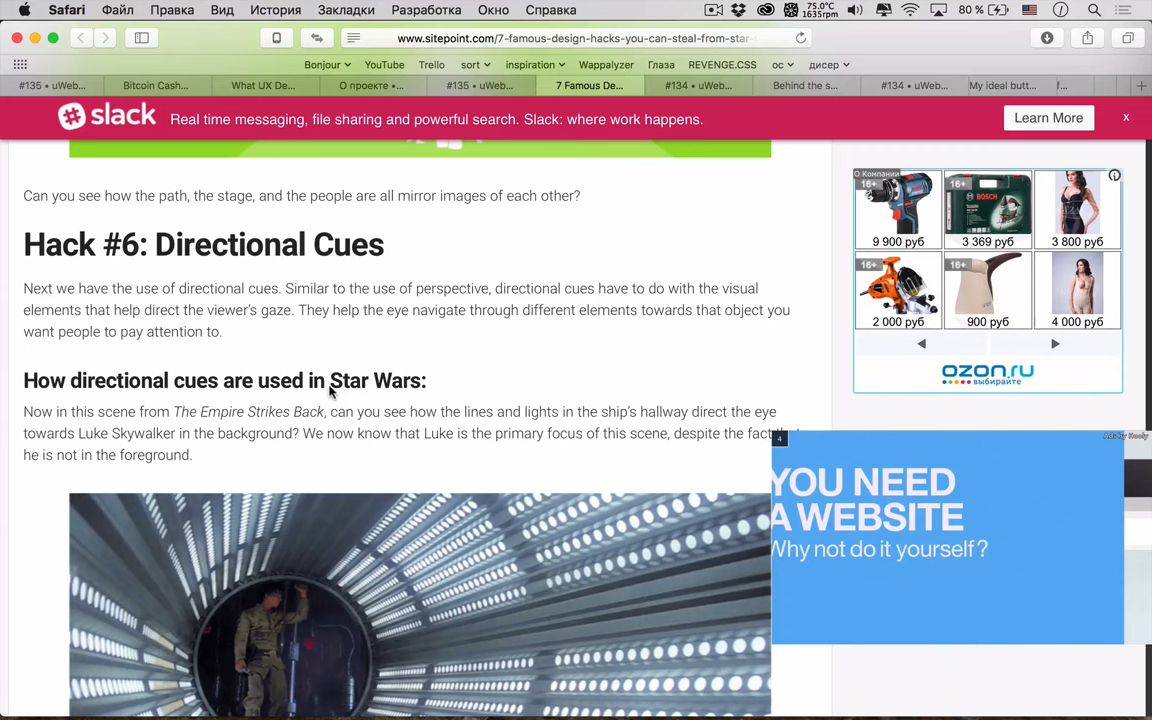 Safari Файл Правка Вид История Закладки Разработка Окно Справка 75.0°C 1635rpm 80 %
www.sitepoint.com/7-famous-design-hacks-you-can-steal-from-star-
Bonjour YouTube Trello sort inspiration Wappalyzer Глаза REVENGE.CSS ос дисер
#135 • uWeb... Bitcoin Cash... What UX De... О проекте •... #135 • uWeb... 7 Famous De... #134 • uWeb... Behind the s... #134 • uWeb... My ideal butt... f...
slack Real time messaging, file sharing and powerful search. Slack: where work happens. Learn More x
Can you see how the path, the stage, and the people are all mirror images of each other?
Hack #6: Directional Cues
Next we have the use of directional cues. Similar to the use of perspective, directional cues have to do with the visual
elements that help direct the viewer's gaze. They help the eye navigate through different elements towards that object you
want people to pay attention to.
How directional cues are used in Star Wars:
Now in this scene from The Empire Strikes Back, can you see how the lines and lights in the ship's hallway direct the eye
towards Luke Skywalker in the background? We now know that Luke is the primary focus of this scene, despite the fact
he is not in the foreground.
О Компании
16+ 16+
BOSCH
9 900 руб 3 369 руб 3 800 руб
16+ 16+
2 000 руб 900 руб 4 000 руб
ozon.ru
выбирайте
4
YOU NEED
A WEBSITE
Why not do it yourself?